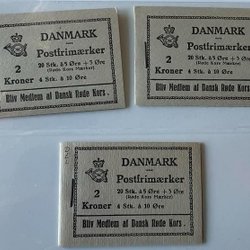 DANMARK
Postfrimærker
2 20 Stk. à 5 Øre + 3 Øre
(Røde Kors Mærker)
Kroner 4 Stk. à 10 Øre
Bliv Medlem af Dansk Røde Kors.
DANMARK
Postfrimærker
2 20 Stk. à 5 Øre + 3 Øre
(Røde Kors Mærker)
Kroner 4 Stk. à 10 Øre
Bliv Medlem af Dansk Røde Kors
DANMARK
Postfrimærker
2 20 Stk. à 5 Øre + 3 Øre
(Røde Kors Mærker)
Kroner 4 Stk. à 10 Øre
Bliv Medlem af Dansk Røde Kors.